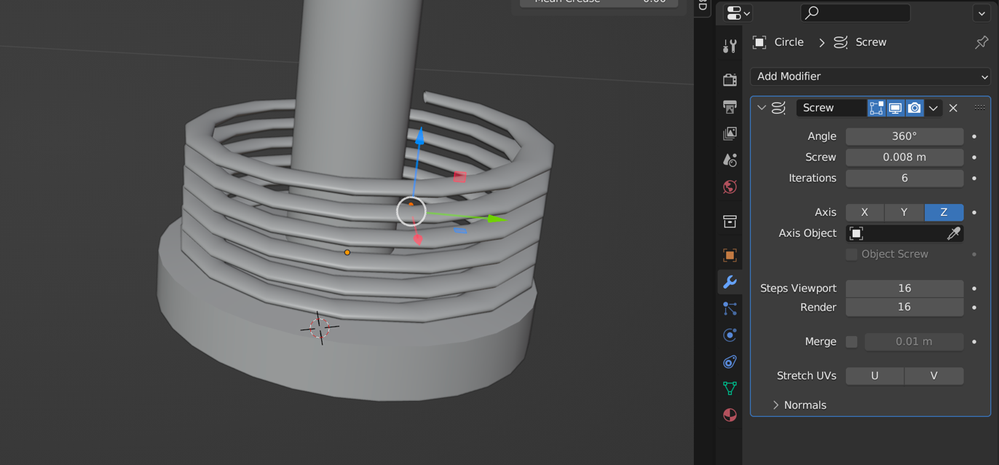 Mean Crease 0.00
Circle > Screw
Add Modifier
Screw
Angle 360°
Screw 0.008 m
Iterations 6
Axis X Y Z
Axis Object
Object Screw
Steps Viewport 16
Render 16
Merge 0.01 m
Stretch UVs U V
Normals